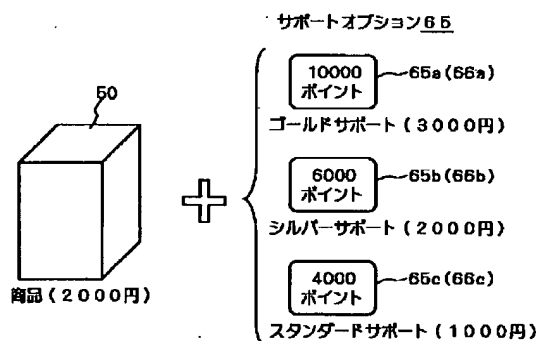 サポートオプション65
50
商品(2000円)
10000
ポイント
65a(66a)
ゴールドサポート(3000円)
6000
ポイント
65b(66b)
シルバーサポート(2000円)
4000
ポイント
65c(66c)
スタンダードサポート(1000円)